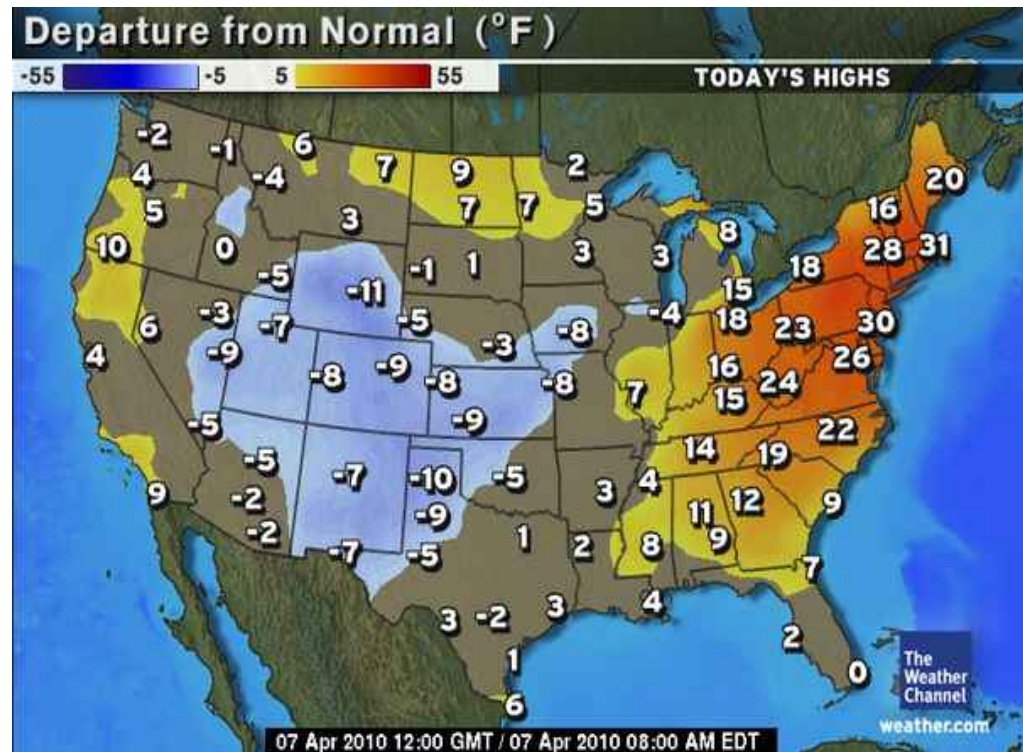 Departure from Normal (°F)
-55 -5 5 55 TODAY'S HIGHS
-2 -1 6 7 9 2
4 -4 20
5 3 7 7 5 16
10 0 -1 1 3 3 8 28 31
-5 -11 18
-3 -7 -5 -4 15
6 18 23 30
4 -9 -3 -8 26
-8 -9 -8 -8 16 24
-5 -9 7 15
-5 -7 -10 -5 14 19 22
9 -2 -9 3 4 12 9
-2 11
-7 -5 1 2 8 9
7
3 -2 3 4
1 2
0
6
The
Weather
Channel
weather.com
07 Apr 2010 12:00 GMT / 07 Apr 2010 08:00 AM EDT